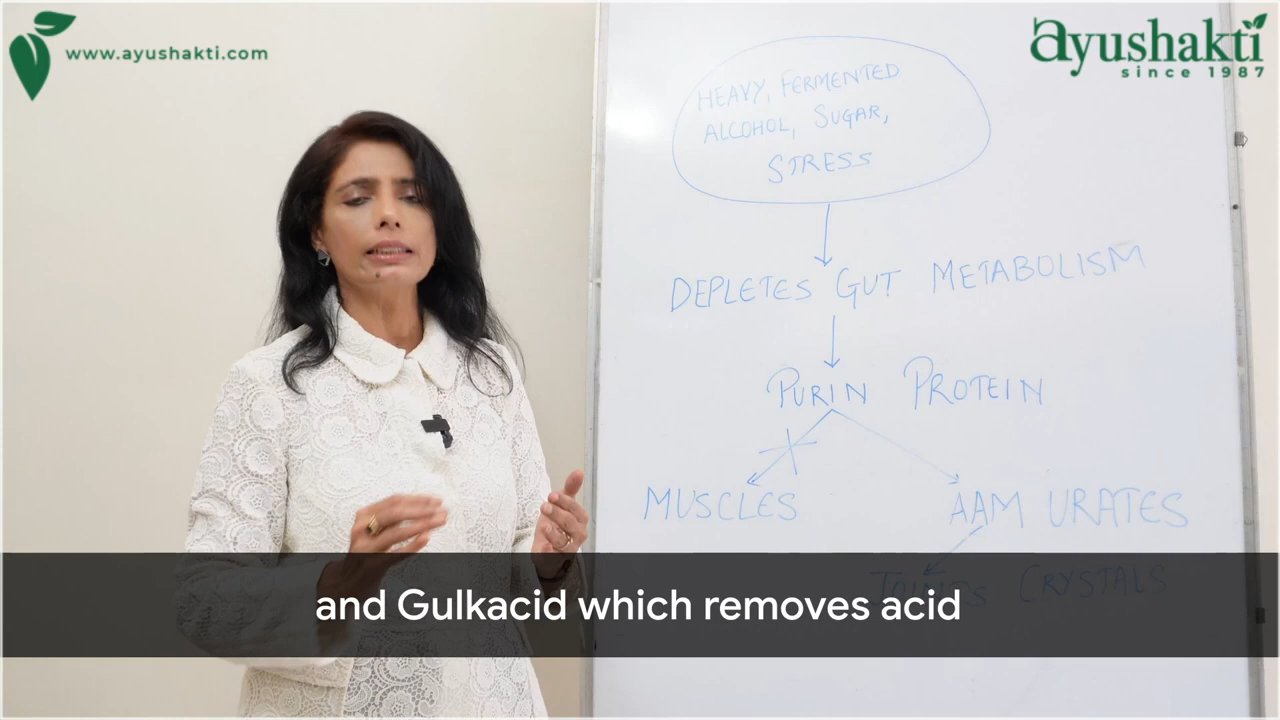 www.ayushakti.com
ayushakti
since 1987
HEAVY, FERMENTED
ALCOHOL, SUGAR,
STRESS
DEPLETES GUT METABOLISM
PURIN PROTEIN
MUSCLES AAM URATES
JOINTS CRYSTALS
and Gulkacid which removes acid